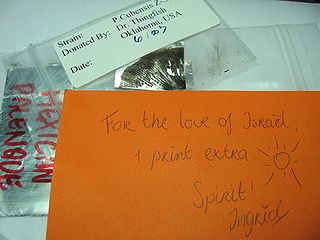 Strain: P. Cubensis Z-
Donated By: Dr. Thingfish
Oklahoma, USA
Date: 6/07
MEXICAN
PALENQUE
For the love of Israël,
1 print extra
Spirit!
Ingrid